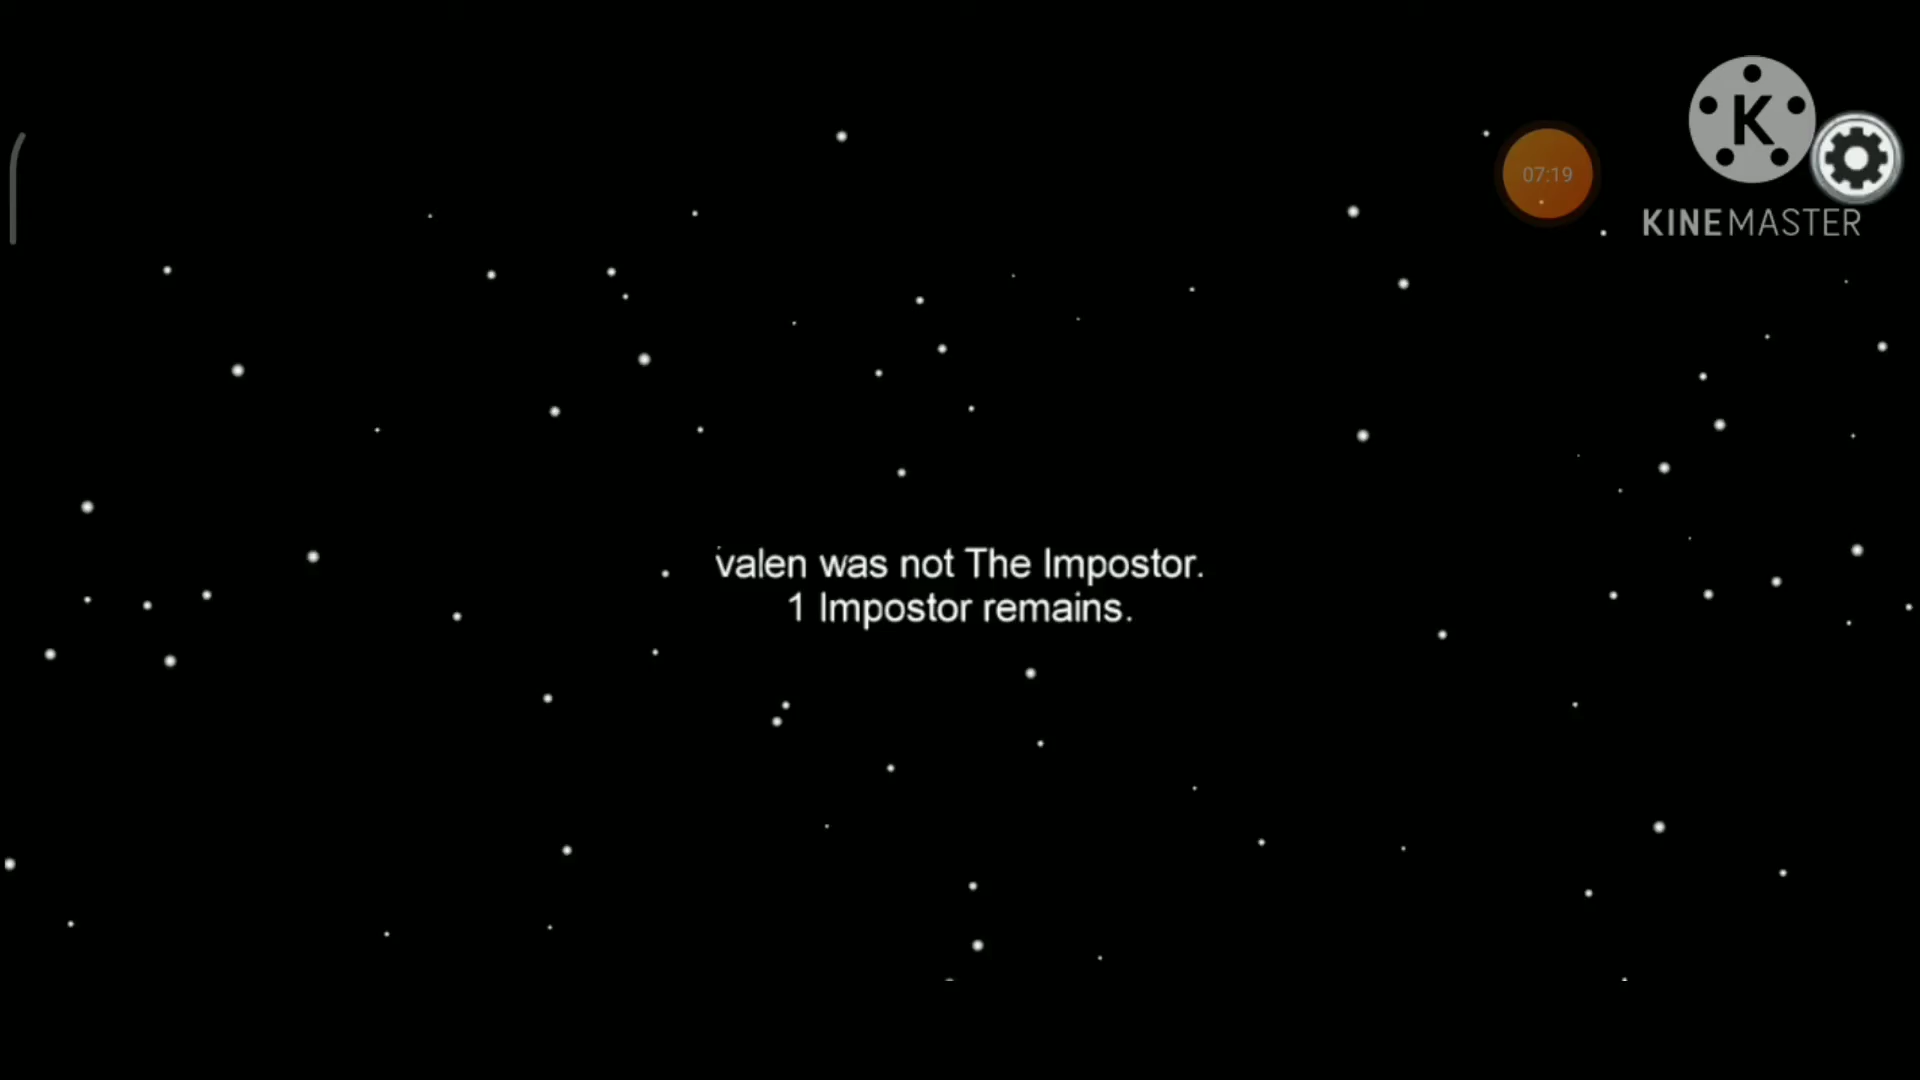 K
07:19
KINEMASTER
valen was not The Impostor.
1 Impostor remains.